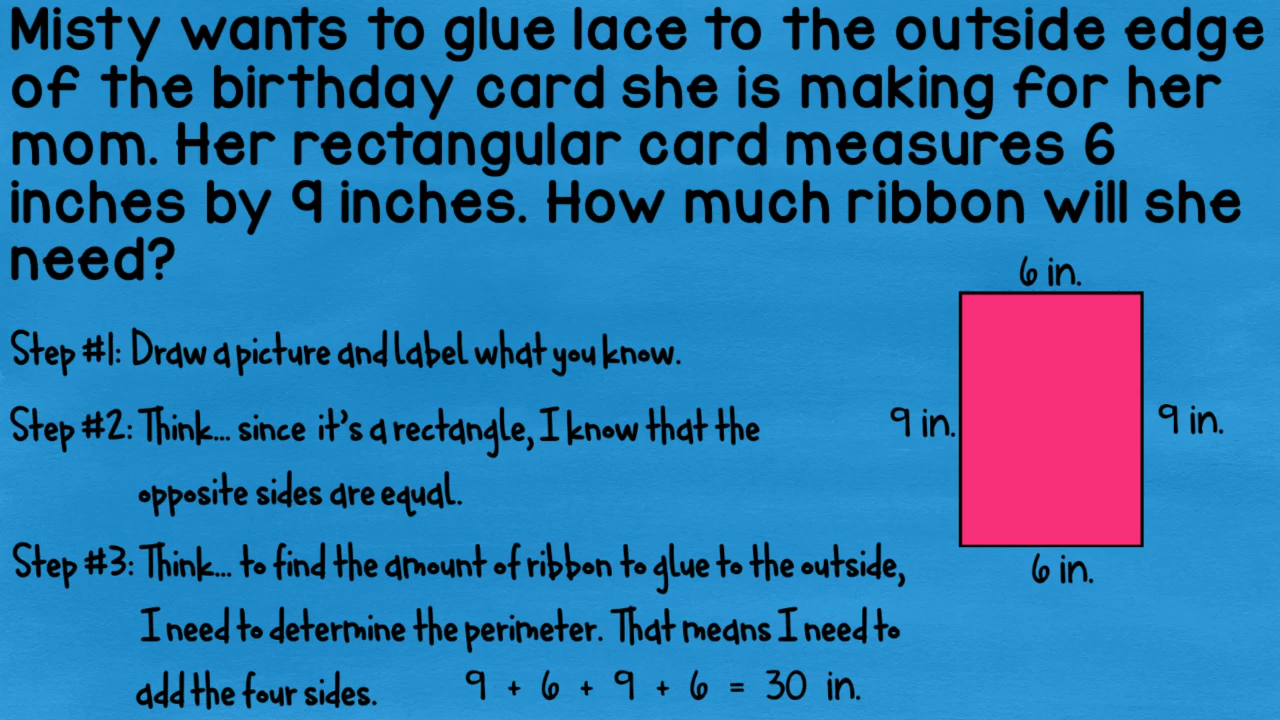 Misty wants to glue lace to the outside edge
of the birthday card she is making for her
mom. Her rectangular card measures 6
inches by 9 inches. How much ribbon will she
need?
6 in.
Step #1: Draw a picture and label what you know.
Step #2: Think... since it's a rectangle, I know that the
opposite sides are equal.
9 in.
9 in.
Step #3: Think... to find the amount of ribbon to glue to the outside,
6 in.
I need to determine the perimeter. That means I need to
add the four sides.
9 + 6 + 9 + 6 = 30 in.